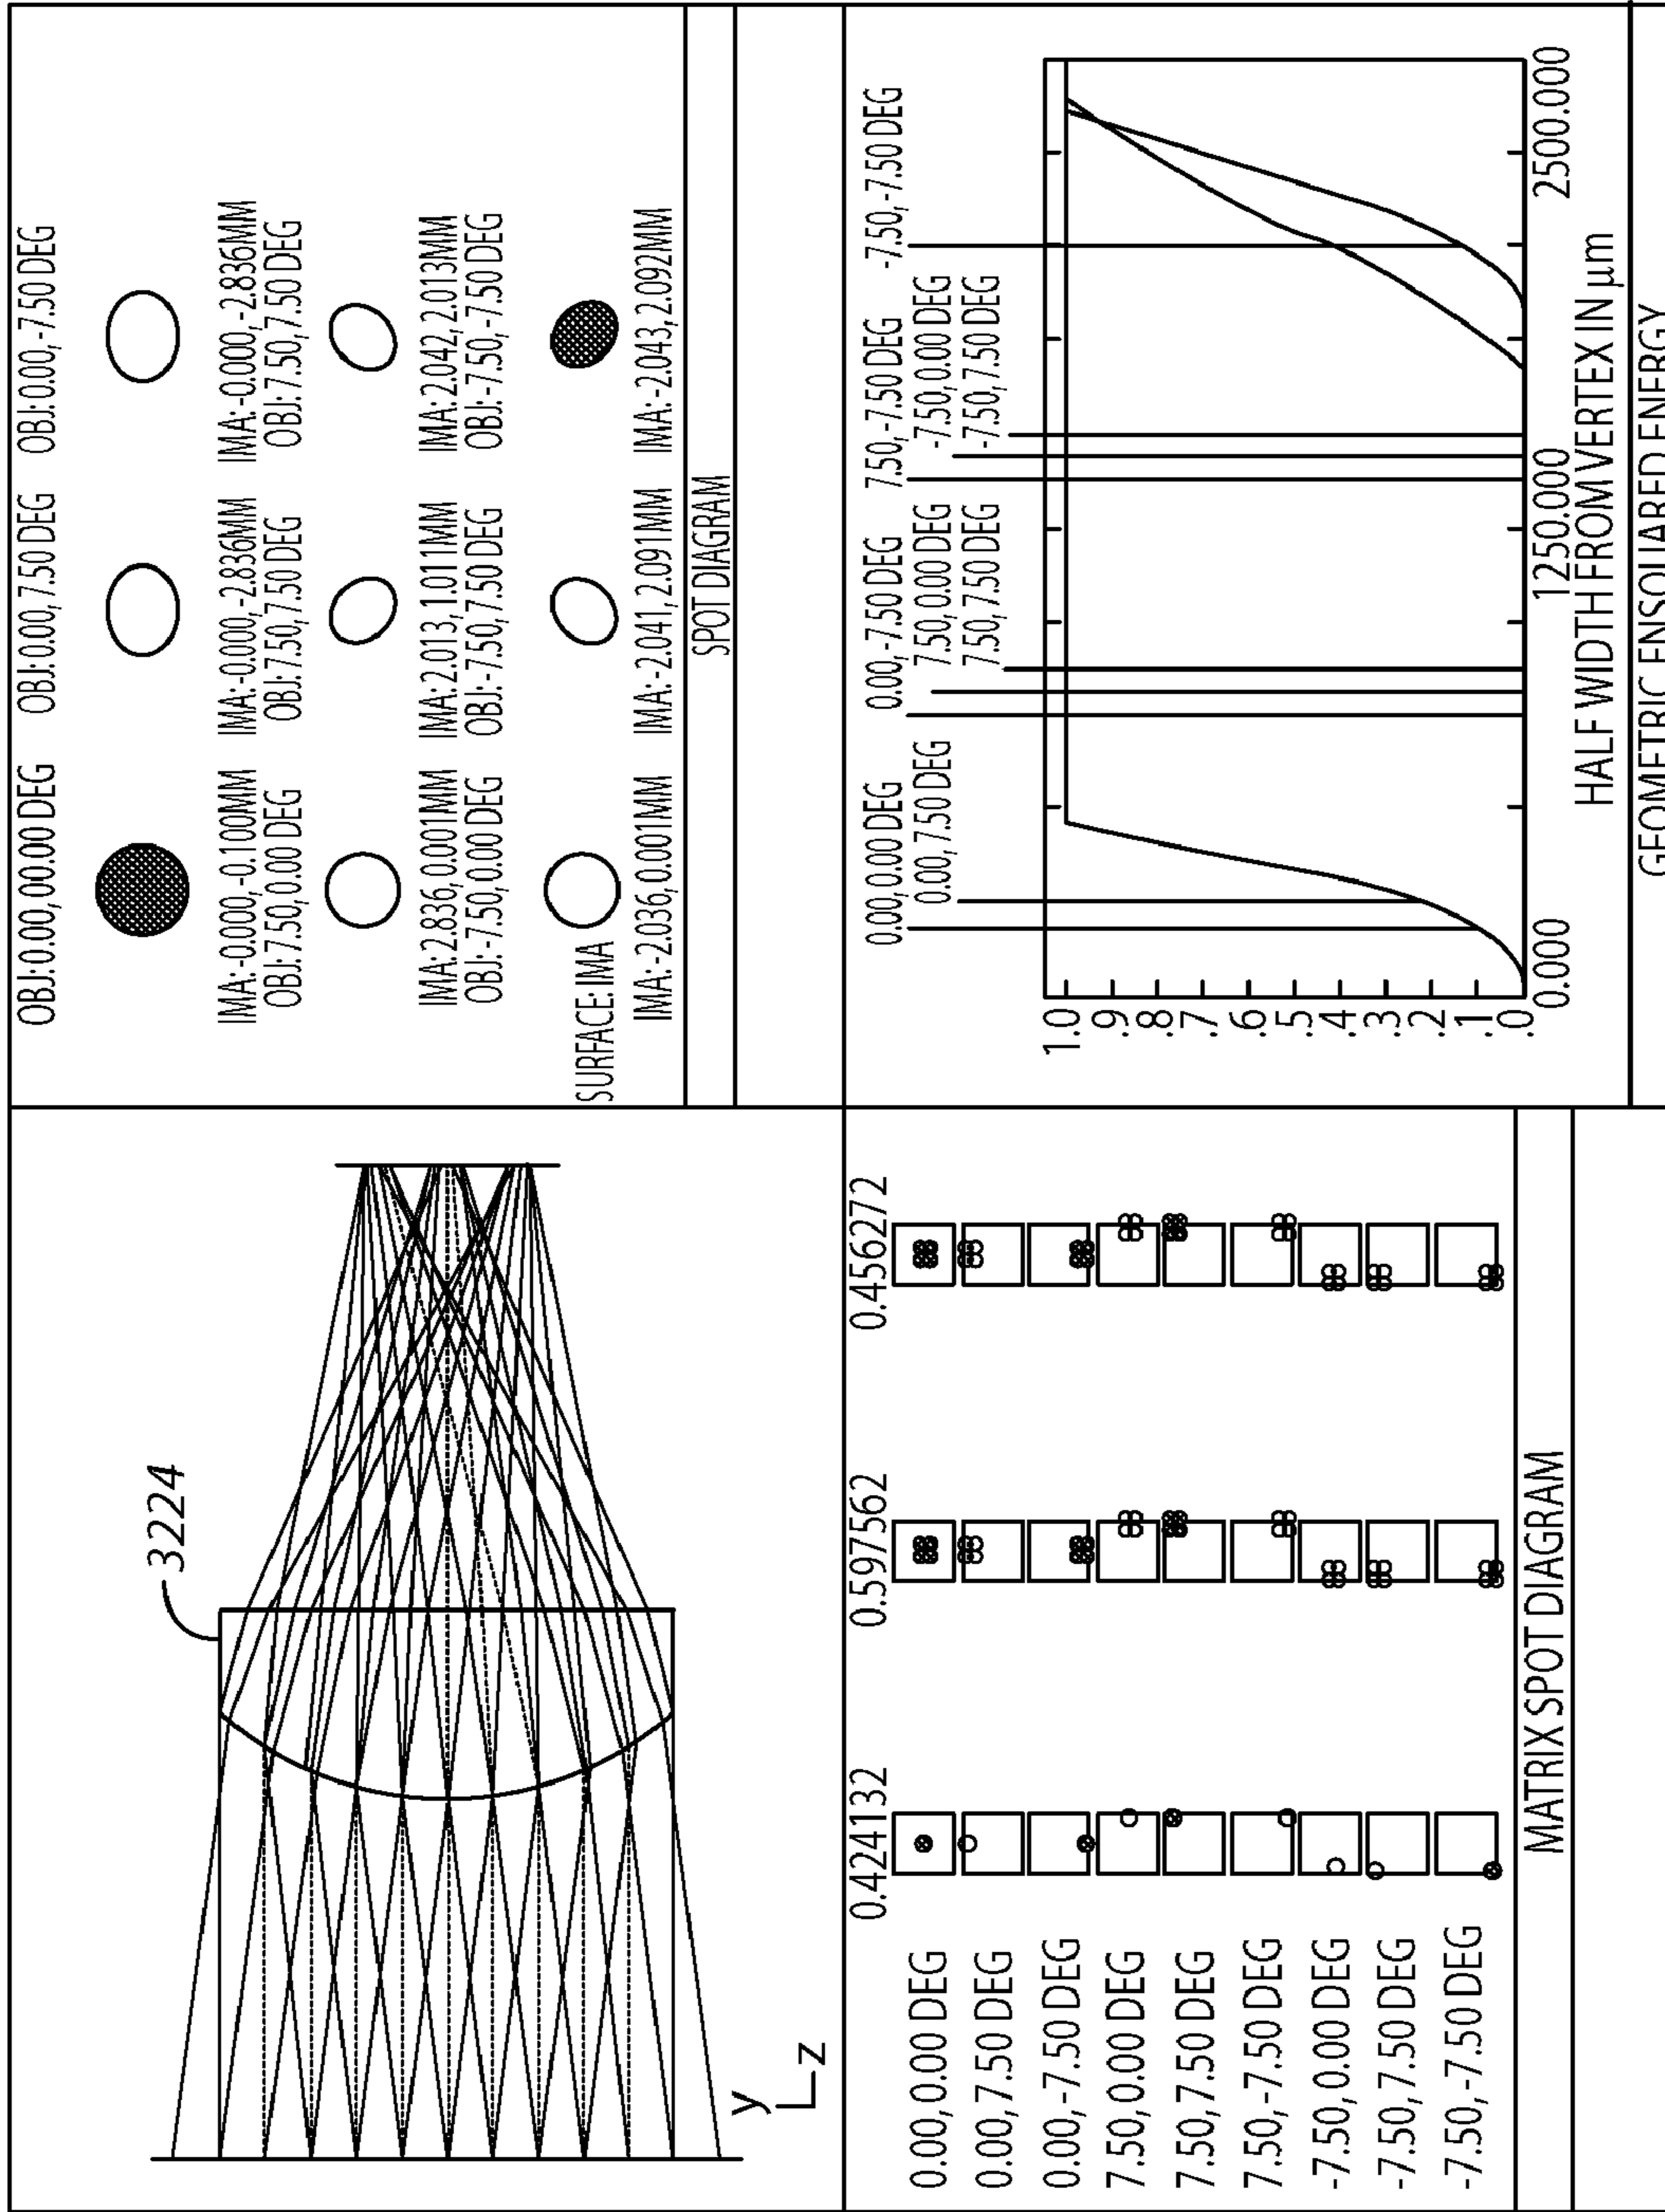 3224
y
z
OBJ: 0.00, 00.00 DEG
OBJ: 0.00, 7.50 DEG
OBJ: 0.00, -7.50 DEG
IMA: -0.000, -0.100MM
IMA: -0.000, -2.836MM
IMA: -0.000, -2.836MM
OBJ: 7.50, 0.00 DEG
OBJ: 7.50, 7.50 DEG
OBJ: 7.50, 7.50 DEG
IMA: 2.836, 0.001MM
IMA: 2.013, 1.011MM
IMA: 2.042, 2.013MM
OBJ: -7.50, 0.00 DEG
OBJ: -7.50, 7.50 DEG
OBJ: -7.50, -7.50 DEG
SURFACE: IMA
IMA: -2.036, 0.001MM
IMA: -2.041, 2.091MM
IMA: -2.043, 2.092MM
SPOT DIAGRAM
0.424132
0.597562
0.456272
0.00, 0.00 DEG
0.00, 7.50 DEG
0.00, -7.50 DEG
7.50, 0.00 DEG
7.50, 7.50 DEG
7.50, -7.50 DEG
-7.50, 0.00 DEG
-7.50, 7.50 DEG
-7.50, -7.50 DEG
MATRIX SPOT DIAGRAM
0.00, 0.00 DEG
0.00, -7.50 DEG
7.50, -7.50 DEG
-7.50, -7.50 DEG
0.00, 7.50 DEG
7.50, 0.00 DEG
-7.50, 0.00 DEG
7.50, 7.50 DEG
-7.50, 7.50 DEG
1.0
.9
.8
.7
.6
.5
.4
.3
.2
.1
.0
0.000
1250.000
2500.000
HALF WIDTH FROM VERTEX IN µm
GEOMETRIC ENSQUARED ENERGY